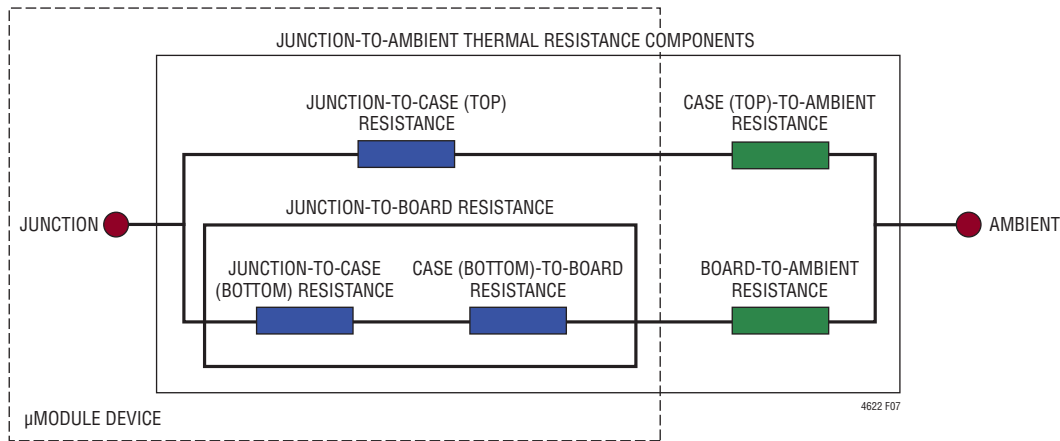 JUNCTION-TO-AMBIENT THERMAL RESISTANCE COMPONENTS
JUNCTION-TO-CASE (TOP)
RESISTANCE
CASE (TOP)-TO-AMBIENT
RESISTANCE
JUNCTION
JUNCTION-TO-BOARD RESISTANCE
AMBIENT
JUNCTION-TO-CASE
(BOTTOM) RESISTANCE
CASE (BOTTOM)-TO-BOARD
RESISTANCE
BOARD-TO-AMBIENT
RESISTANCE
4622 F07
µMODULE DEVICE